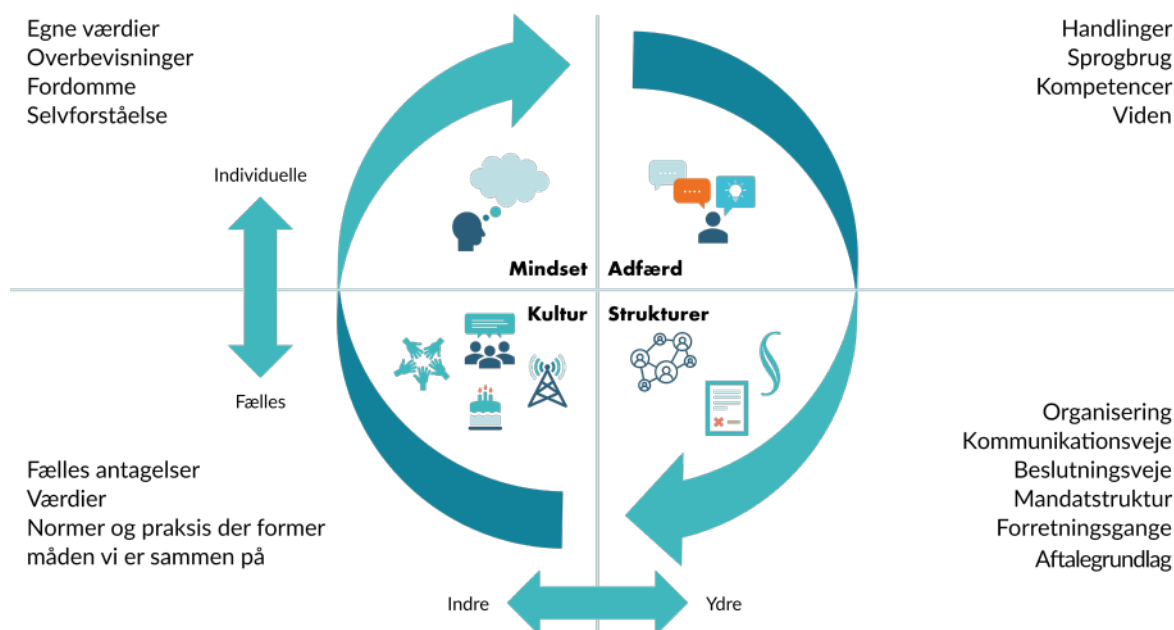 Egne værdier
Overbevisninger
Fordomme
Selvforståelse
Handlinger
Sprogbrug
Kompetencer
Viden
Individuelle
Mindset
Adfærd
Kultur
Strukturer
Fælles
Fælles antagelser
Værdier
Normer og praksis der former
måden vi er sammen på
Organisering
Kommunikationsveje
Beslutningsveje
Mandatstruktur
Forretningsgange
Aftalegrundlag
Indre
Ydre